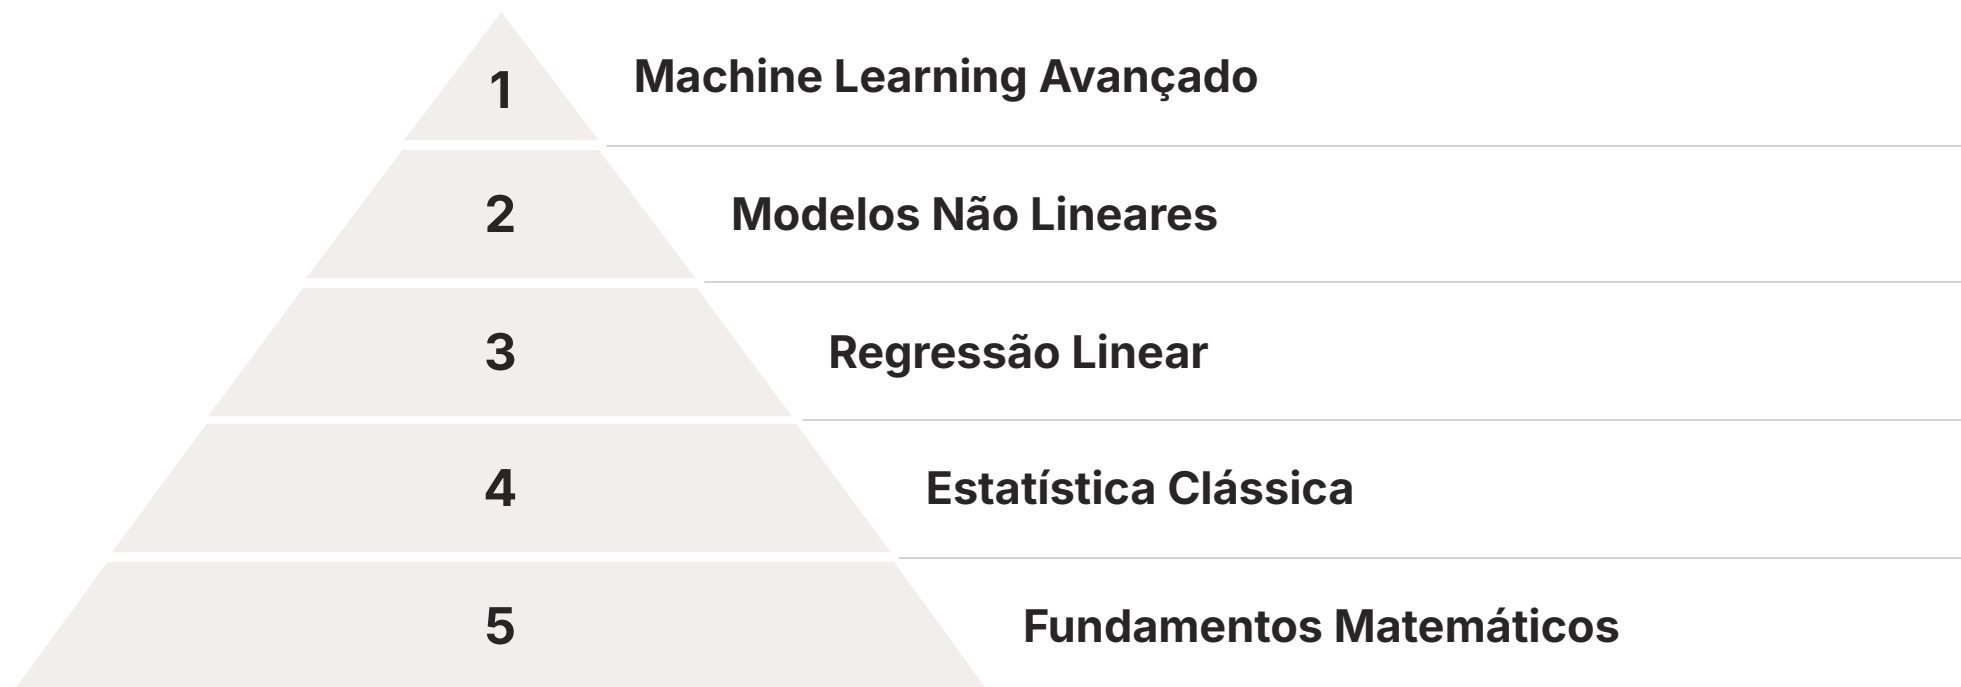 1
Machine Learning Avançado
2
Modelos Não Lineares
3
Regressão Linear
4
Estatística Clássica
5
Fundamentos Matemáticos